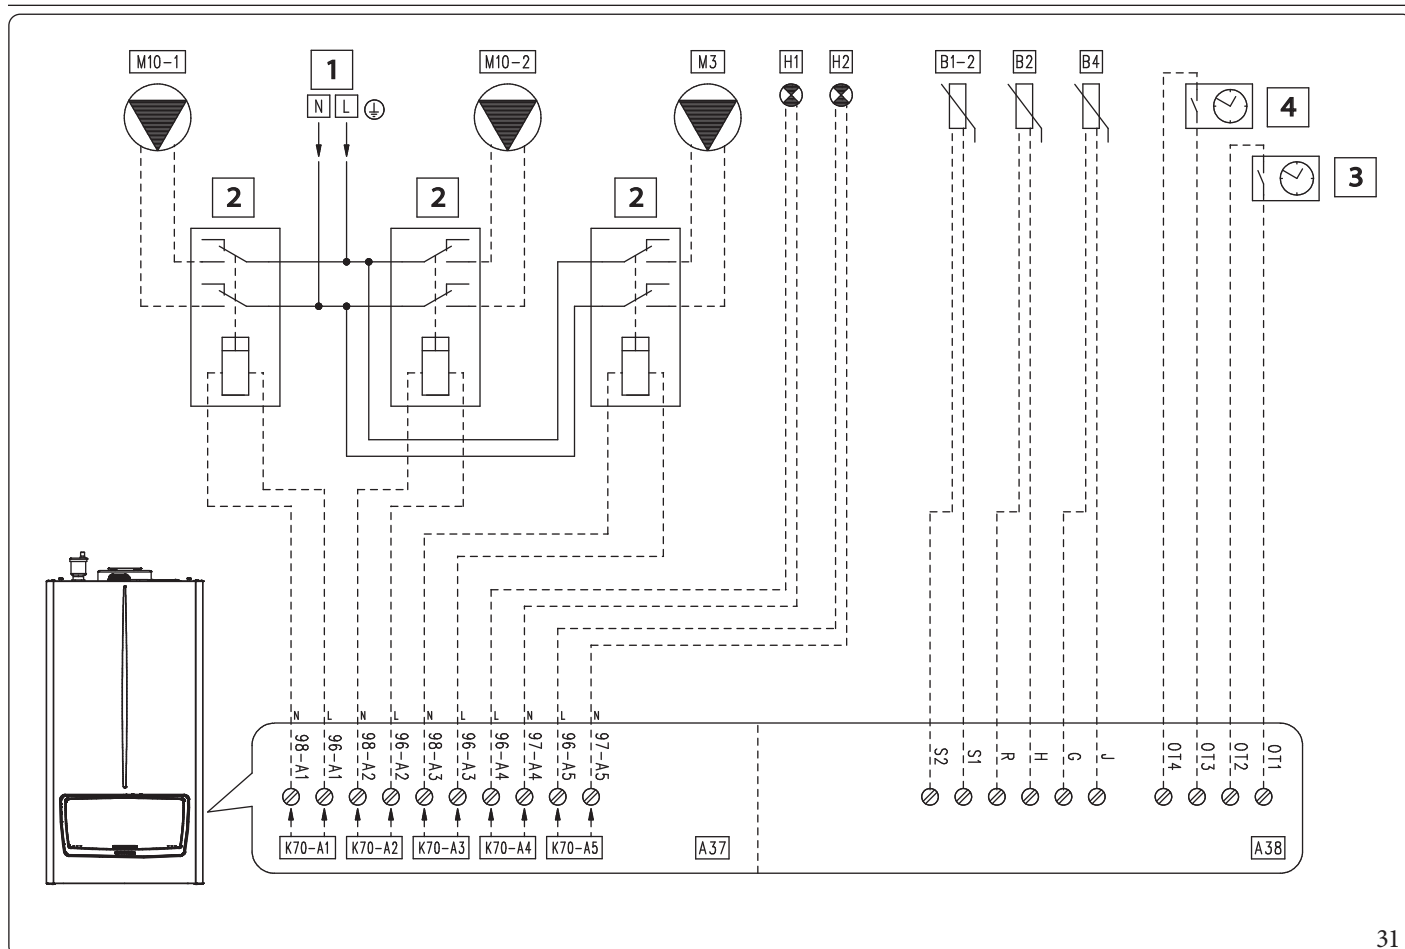 M10-1
1
M10-2
M3
H1
H2
B1-2
B2
B4
N
L
4
3
2
2
2
N
L
N
L
N
L
L
N
L
N
98-A1
96-A1
98-A2
96-A2
98-A3
96-A3
96-A4
97-A4
96-A5
97-A5
S2
S1
R
H
G
J
OT4
OT3
OT2
OT1
K70-A1
K70-A2
K70-A3
K70-A4
K70-A5
A37
A38
31